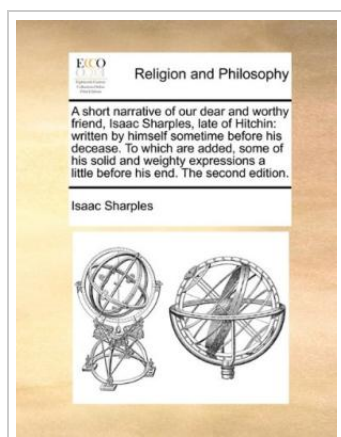 ECCO
Religion and Philosophy
A short narrative of our dear and worthy
friend, Isaac Sharples, late of Hitchin:
written by himself sometime before his
decease. To which are added, some of
his solid and weighty expressions a
little before his end. The second edition.
Isaac Sharples